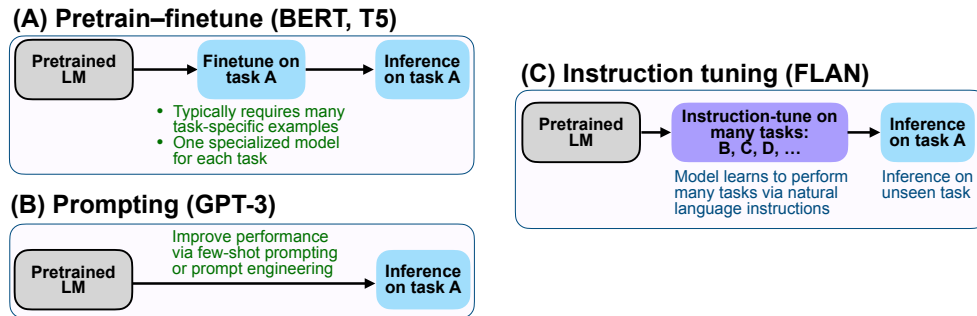 (A) Pretrain–finetune (BERT, T5)
Pretrained
LM
Finetune on
task A
Inference
on task A
• Typically requires many
task-specific examples
• One specialized model
for each task
(B) Prompting (GPT-3)
Pretrained
LM
Improve performance
via few-shot prompting
or prompt engineering
Inference
on task A
(C) Instruction tuning (FLAN)
Pretrained
LM
Instruction-tune on
many tasks:
B, C, D, …
Inference
on task A
Model learns to perform
many tasks via natural
language instructions
Inference on
unseen task